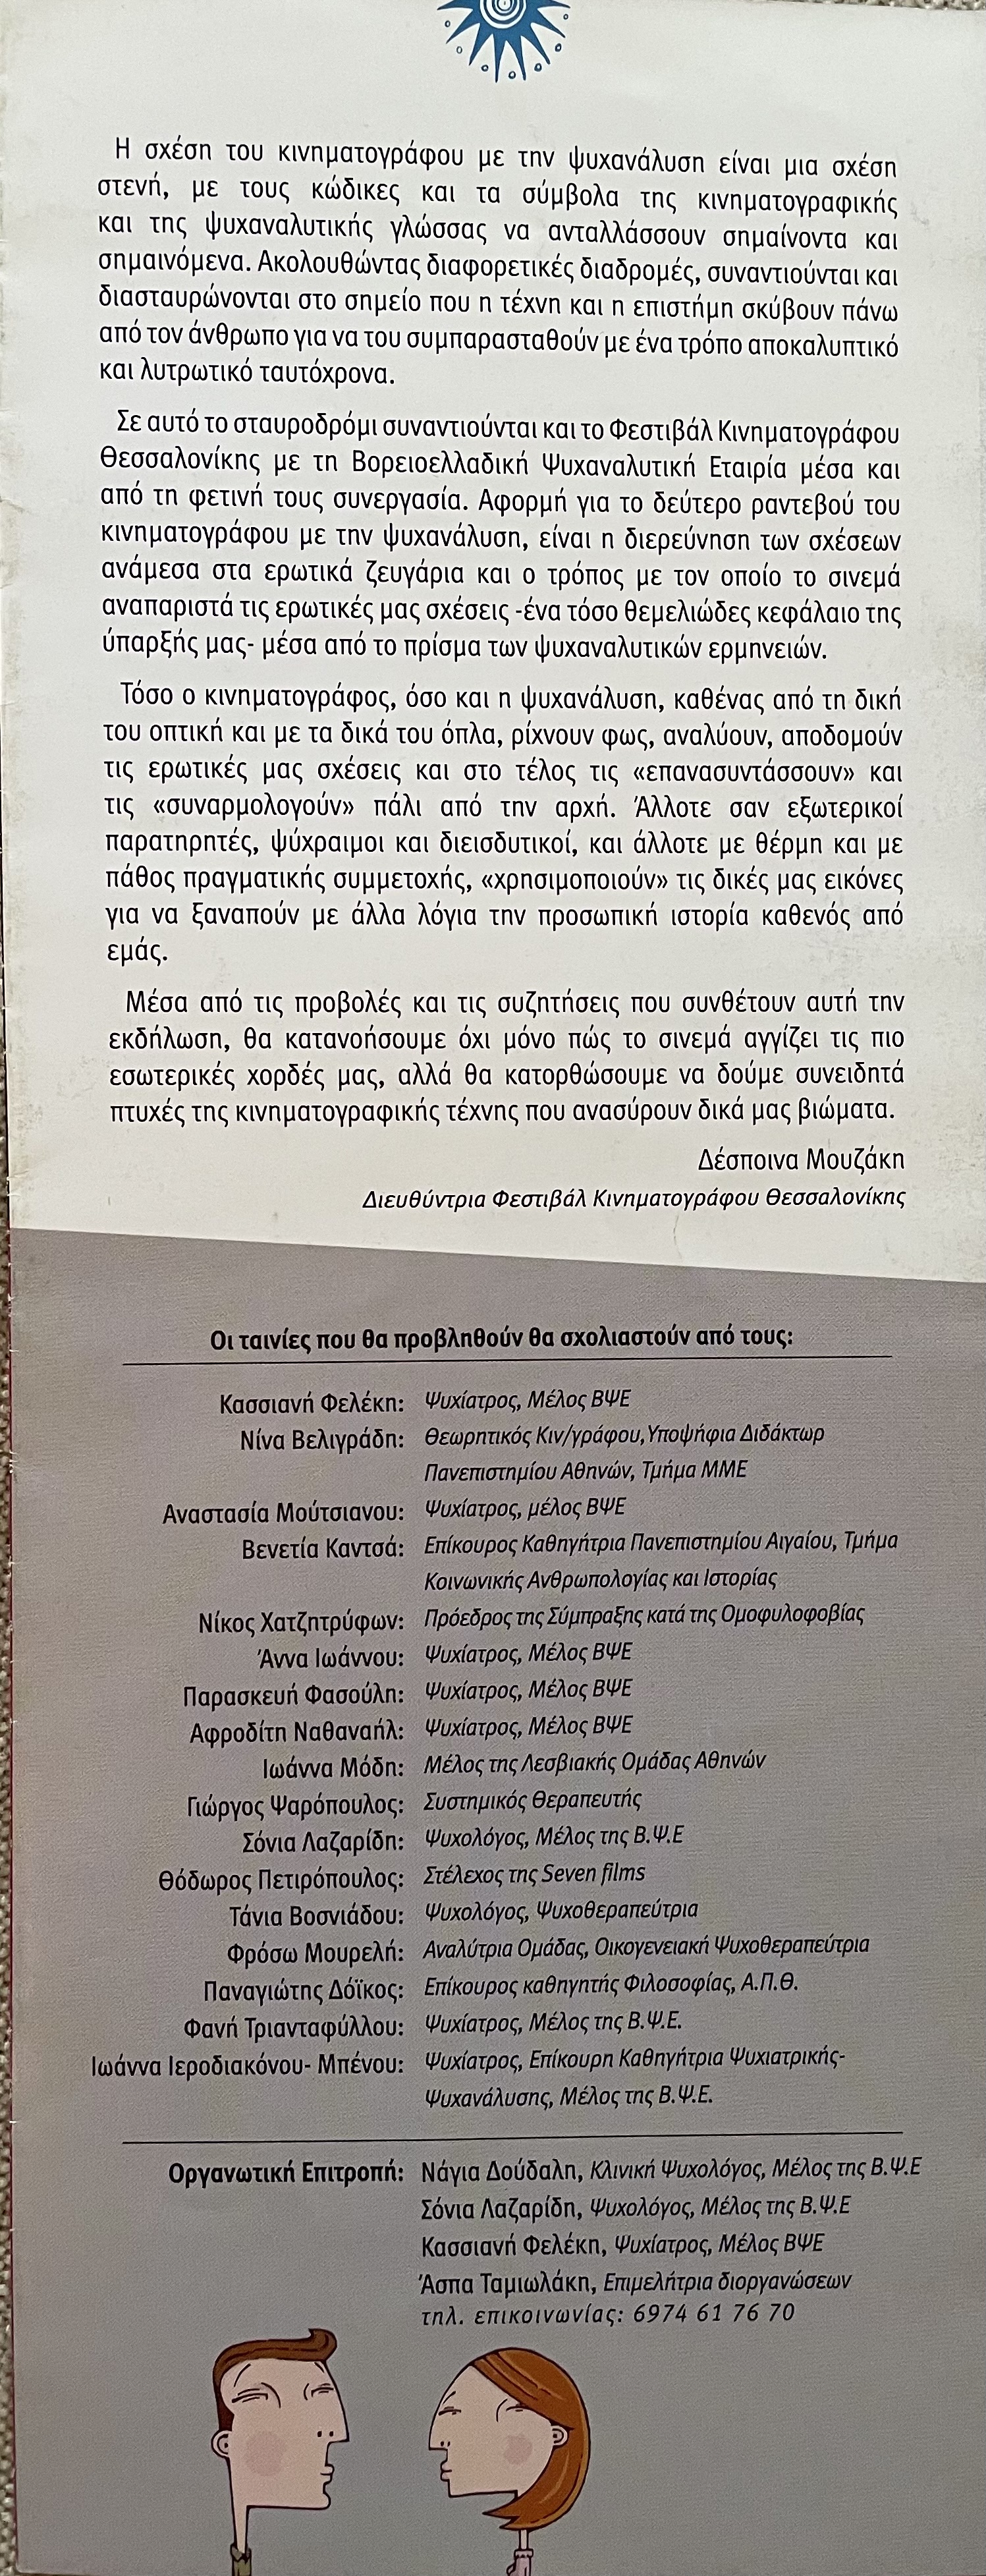 Η σχέση του κινηματογράφου με την ψυχανάλυση είναι μια σχέση
στενή, με τους κώδικες και τα σύμβολα της κινηματογραφικής
και της ψυχαναλυτικής γλώσσας να ανταλλάσσουν σημαίνοντα και
σημαινόμενα. Ακολουθώντας διαφορετικές διαδρομές, συναντιούνται και
διασταυρώνονται στο σημείο που η τέχνη και η επιστήμη σκύβουν πάνω
από τον άνθρωπο για να του συμπαρασταθούν με ένα τρόπο αποκαλυπτικό
και λυτρωτικό ταυτόχρονα.
Σε αυτό το σταυροδρόμι συναντιούνται και το Φεστιβάλ Κινηματογράφου
Θεσσαλονίκης με τη Βορειοελλαδική Ψυχαναλυτική Εταιρία μέσα και
από τη φετινή τους συνεργασία. Αφορμή για το δεύτερο ραντεβού του
κινηματογράφου με την ψυχανάλυση, είναι η διερεύνηση των σχέσεων
ανάμεσα στα ερωτικά ζευγάρια και ο τρόπος με τον οποίο το σινεμά
αναπαριστά τις ερωτικές μας σχέσεις -ένα τόσο θεμελιώδες κεφάλαιο της
ύπαρξής μας- μέσα από το πρίσμα των ψυχαναλυτικών ερμηνειών.
Τόσο ο κινηματογράφος, όσο και η ψυχανάλυση, καθένας από τη δική
του οπτική και με τα δικά του όπλα, ρίχνουν φως, αναλύουν, αποδομούν
τις ερωτικές μας σχέσεις και στο τέλος τις «επανασυντάσσουν» και
τις «συναρμολογούν» πάλι από την αρχή. Άλλοτε σαν εξωτερικοί
παρατηρητές, ψύχραιμοι και διεισδυτικοί, και άλλοτε με θέρμη και με
πάθος πραγματικής συμμετοχής, «χρησιμοποιούν» τις δικές μας εικόνες
για να ξαναπούν με άλλα λόγια την προσωπική ιστορία καθενός από
εμάς.
Μέσα από τις προβολές και τις συζητήσεις που συνθέτουν αυτή την
εκδήλωση, θα κατανοήσουμε όχι μόνο πώς το σινεμά αγγίζει τις πιο
εσωτερικές χορδές μας, αλλά θα κατορθώσουμε να δούμε συνειδητά
πτυχές της κινηματογραφικής τέχνης που ανασύρουν δικά μας βιώματα.
Δέσποινα Μουζάκη
Διευθύντρια Φεστιβάλ Κινηματογράφου Θεσσαλονίκης
Οι ταινίες που θα προβληθούν θα σχολιαστούν από τους:
Κασσιανή Φελέκη: Ψυχίατρος, Μέλος ΒΨΕ
Νίνα Βελιγράδη: Θεωρητικός Κιν/γράφου,Υποψήφια Διδάκτωρ
Πανεπιστημίου Αθηνών, Τμήμα ΜΜΕ
Αναστασία Μούτσιανου: Ψυχίατρος, μέλος ΒΨΕ
Βενετία Καντσά: Επίκουρος Καθηγήτρια Πανεπιστημίου Αιγαίου, Τμήμα
Κοινωνικής Ανθρωπολογίας και Ιστορίας
Νίκος Χατζητρύφων: Πρόεδρος της Σύμπραξης κατά της Ομοφυλοφοβίας
Άννα Ιωάννου: Ψυχίατρος, Μέλος ΒΨΕ
Παρασκευή Φασούλη: Ψυχίατρος, Μέλος ΒΨΕ
Αφροδίτη Ναθαναήλ: Ψυχίατρος, Μέλος ΒΨΕ
Ιωάννα Μόδη: Μέλος της Λεσβιακής Ομάδας Αθηνών
Γιώργος Ψαρόπουλος: Συστημικός Θεραπευτής
Σόνια Λαζαρίδη: Ψυχολόγος, Μέλος της Β.Ψ.Ε
Θόδωρος Πετιρόπουλος: Στέλεχος της Seven films
Τάνια Βοσνιάδου: Ψυχολόγος, Ψυχοθεραπεύτρια
Φρόσω Μουρελή: Αναλύτρια Ομάδας, Οικογενειακή Ψυχοθεραπεύτρια
Παναγιώτης Δόϊκος: Επίκουρος καθηγητής Φιλοσοφίας, Α.Π.Θ.
Φανή Τριανταφύλλου: Ψυχίατρος, Μέλος της Β.Ψ.Ε.
Ιωάννα Ιεροδιακόνου- Μπένου: Ψυχίατρος, Επίκουρη Καθηγήτρια Ψυχιατρικής-
Ψυχανάλυσης, Μέλος της Β.Ψ.Ε.
Οργανωτική Επιτροπή: Νάγια Δούδαλη, Κλινική Ψυχολόγος, Μέλος της Β.Ψ.Ε
Σόνια Λαζαρίδη, Ψυχολόγος, Μέλος της Β.Ψ.Ε
Κασσιανή Φελέκη, Ψυχίατρος, Μέλος ΒΨΕ
Άσπα Ταμιωλάκη, Επιμελήτρια διοργανώσεων
τηλ. επικοινωνίας: 6974 61 76 70